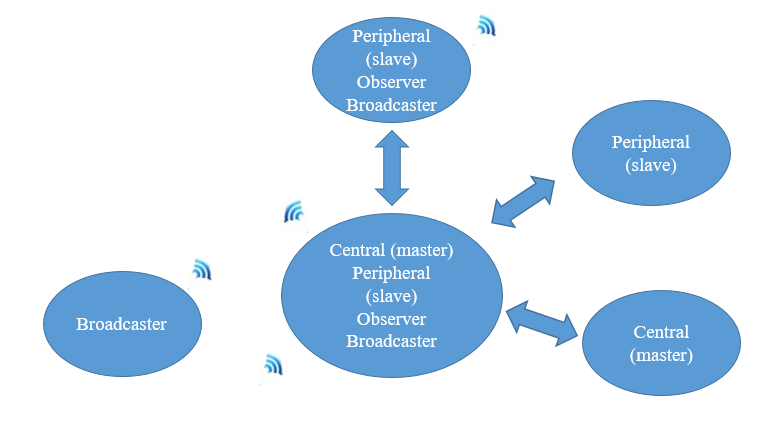 Peripheral
(slave)
Observer
Broadcaster
Peripheral
(slave)
Central (master)
Peripheral
(slave)
Observer
Broadcaster
Broadcaster
Central
(master)